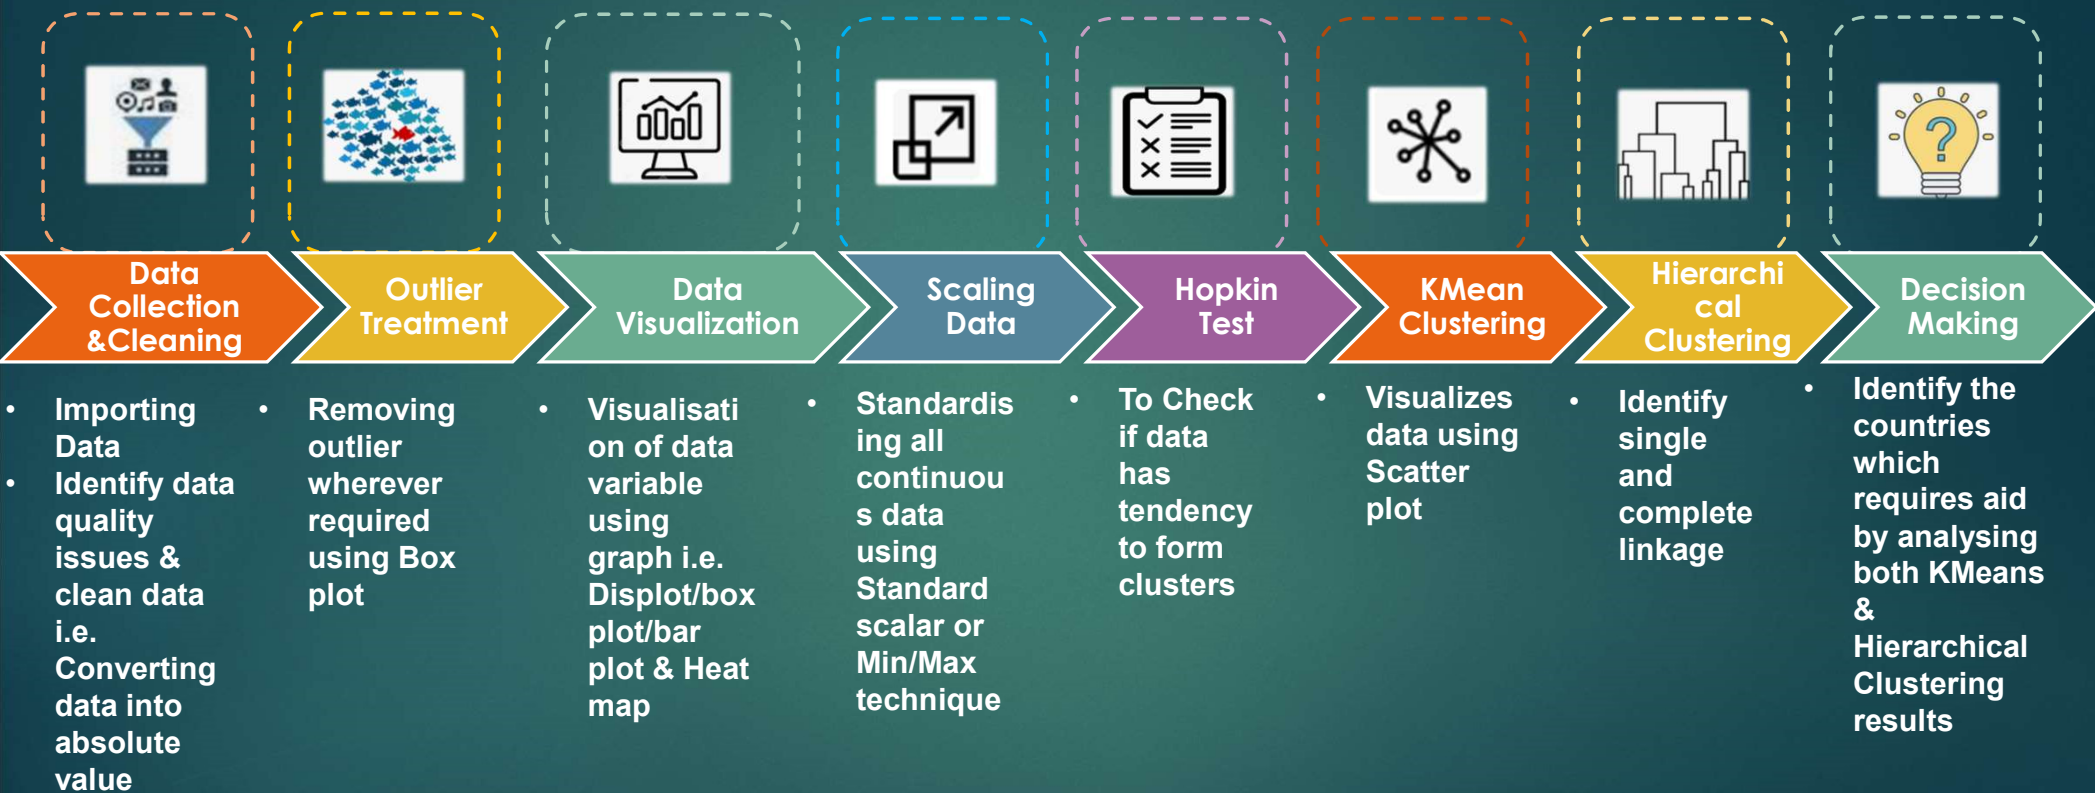 Data
Collection
&Cleaning
Outlier
Treatment
Data
Visualization
Scaling
Data
Hopkin
Test
KMean
Clustering
Hierarchi
cal
Clustering
Decision
Making
• Importing
Data
• Identify data
quality
issues &
clean data
i.e.
Converting
data into
absolute
value
• Removing
outlier
wherever
required
using Box
plot
• Visualisati
on of data
variable
using
graph i.e.
Displot/box
plot/bar
plot & Heat
map
• Standardis
ing all
continuou
s data
using
Standard
scalar or
Min/Max
technique
• To Check
if data
has
tendency
to form
clusters
• Visualizes
data using
Scatter
plot
• Identify
single
and
complete
linkage
• Identify the
countries
which
requires aid
by analysing
both KMeans
&
Hierarchical
Clustering
results